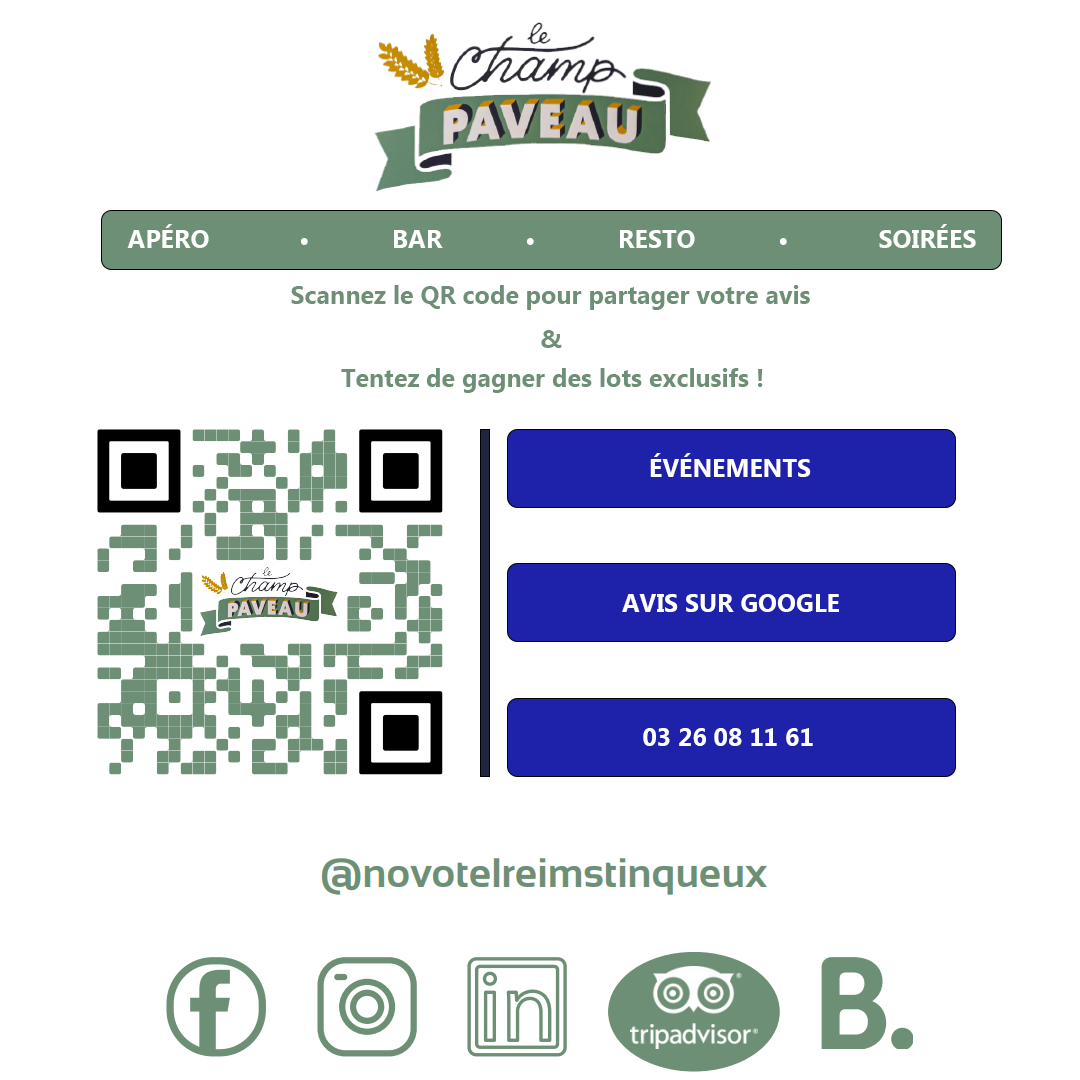 le
Champ
PAVEAU
APÉRO • BAR • RESTO • SOIRÉES
Scannez le QR code pour partager votre avis
&
Tentez de gagner des lots exclusifs !
ÉVÉNEMENTS
le
Champ
PAVEAU
AVIS SUR GOOGLE
03 26 08 11 61
@novotelreimstinqueux
f
in
tripadvisor®
B.